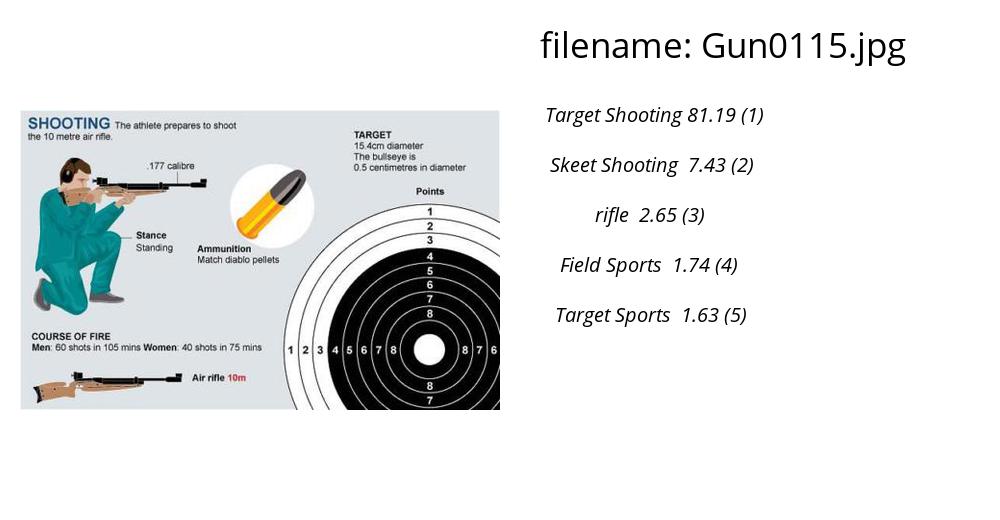 filename: Gun0115.jpg
SHOOTING The athlete prepares to shoot
the 10 metre air rifle.
.177 calibre
Stance
Standing
Ammunition
Match diablo pellets
TARGET
15.4cm diameter
The bullseye is
0.5 centimetres in diameter
Points
1
2
3
4
5
6
7
8
1 2 3 4 5 6 7 8 8 7 6
8
7
COURSE OF FIRE
Men: 60 shots in 105 mins Women: 40 shots in 75 mins
Air rifle 10m
Target Shooting 81.19 (1)
Skeet Shooting 7.43 (2)
rifle 2.65 (3)
Field Sports 1.74 (4)
Target Sports 1.63 (5)